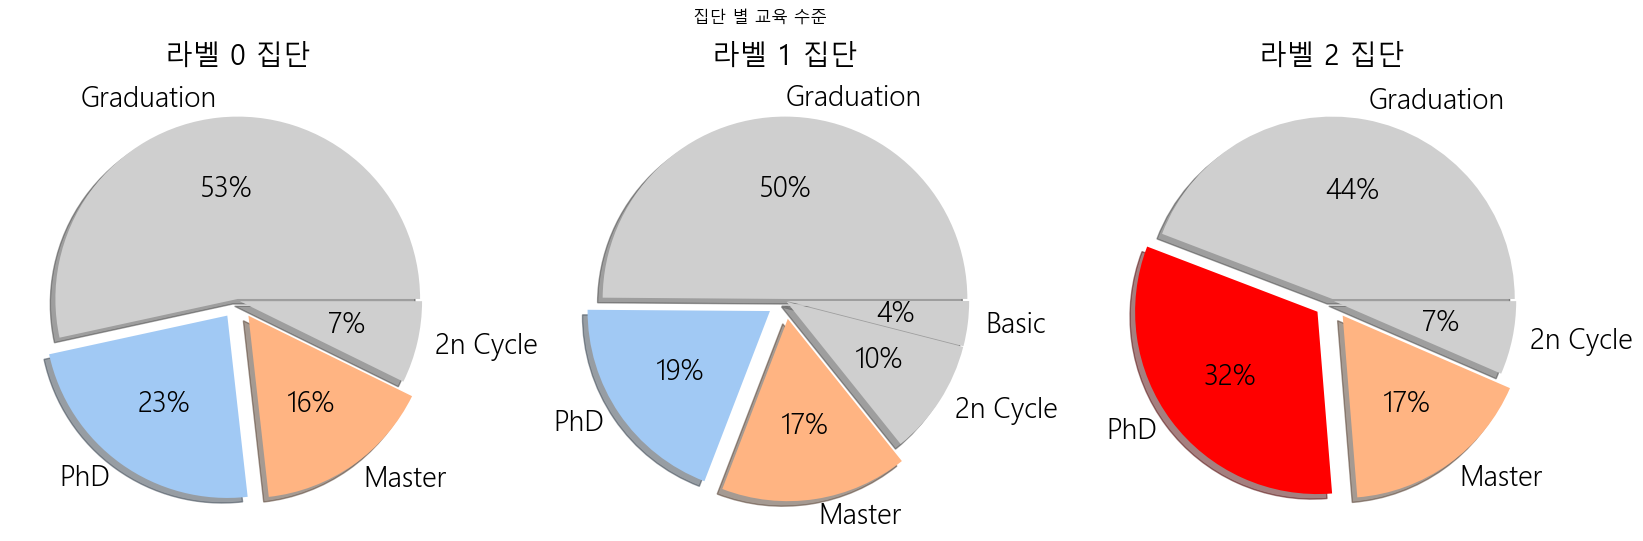 집단 별 교육 수준
라벨 0 집단
Graduation
53%
7%
2n Cycle
23%
16%
PhD
Master
라벨 1 집단
Graduation
50%
4%
Basic
10%
2n Cycle
19%
PhD
17%
Master
라벨 2 집단
Graduation
44%
7%
2n Cycle
32%
17%
PhD
Master